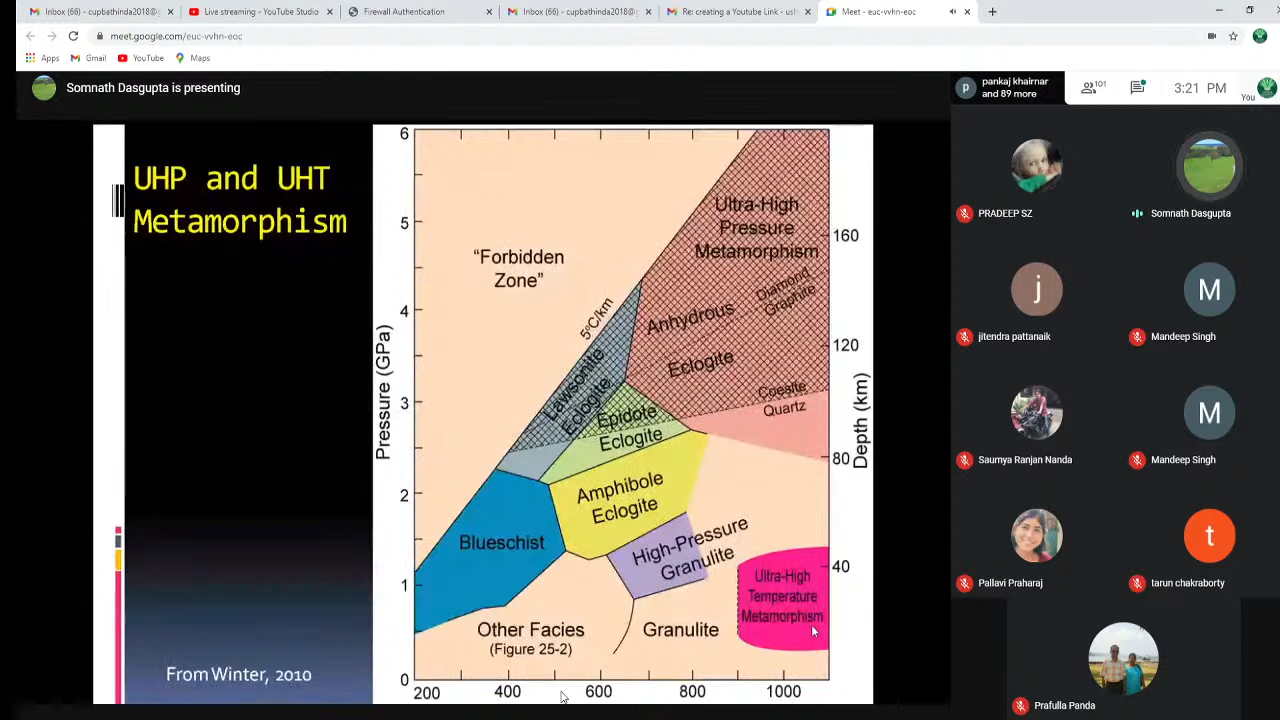 Inbox (66) - cupbathinda2018@g
Live streaming - YouTube Studio
Firewall Authentication
Inbox (66) - cupbathinda2018@g
Re: creating a Youtube Link - usl
Meet - euc-vvhn-eoc
meet.google.com/euc-vvhn-eoc
Apps
Gmail
YouTube
Maps
Somnath Dasgupta is presenting
pankaj khairnar
and 89 more
101
3:21 PM
You
UHP and UHT
Metamorphism
From Winter, 2010
Pressure (GPa)
6
5
4
3
2
1
0
200
400
600
800
1000
Depth (km)
160
120
80
40
"Forbidden
Zone"
5°C/km
Ultra-High
Pressure
Metamorphism
Diamond
Graphite
Anhydrous
Eclogite
Lawsonite
Eclogite
Epidote
Eclogite
Coesite
Quartz
Amphibole
Eclogite
Blueschist
High-Pressure
Granulite
Ultra-High
Temperature
Metamorphism
Other Facies
(Figure 25-2)
Granulite
PRADEEP SZ
Somnath Dasgupta
j
jitendra pattanaik
M
Mandeep Singh
Saumya Ranjan Nanda
M
Mandeep Singh
Pallavi Praharaj
t
tarun chakraborty
Prafulla Panda
p